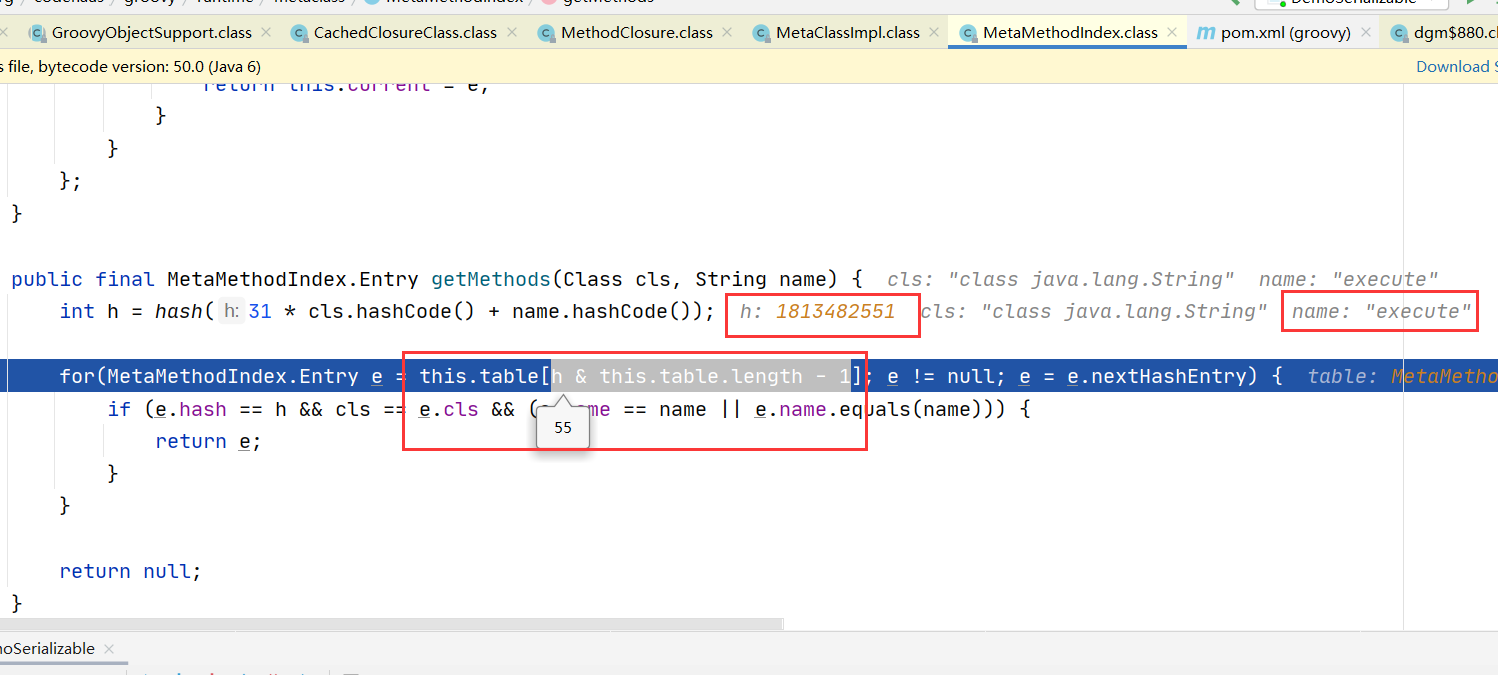 GroovyObjectSupport.class CachedClosureClass.class MethodClosure.class MetaClassImpl.class MetaMethodIndex.class pom.xml (groovy) dgm$880.cl
s file, bytecode version: 50.0 (Java 6) Download S
return this.current = e;
}
}
};
}
public final MetaMethodIndex.Entry getMethods(Class cls, String name) { cls: "class java.lang.String" name: "execute"
int h = hash( h: 31 * cls.hashCode() + name.hashCode()); h: 1813482551 cls: "class java.lang.String" name: "execute"
for(MetaMethodIndex.Entry e = this.table[h & this.table.length - 1]; e != null; e = e.nextHashEntry) { table: MetaMetho
if (e.hash == h && cls == e.cls && ( me == name || e.name.equals(name))) {
55
return e;
}
}
return null;
}
moSerializable